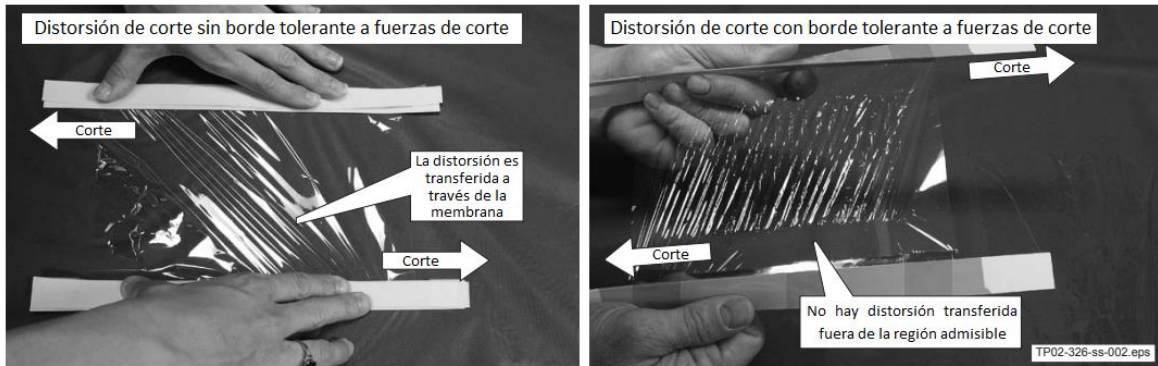 Distorsión de corte sin borde tolerante a fuerzas de corte
Corte
La distorsión es
transferida a
través de la
membrana
Corte
Distorsión de corte con borde tolerante a fuerzas de corte
Corte
Corte
No hay distorsión transferida
fuera de la región admisible
TP02-326-ss-002.eps